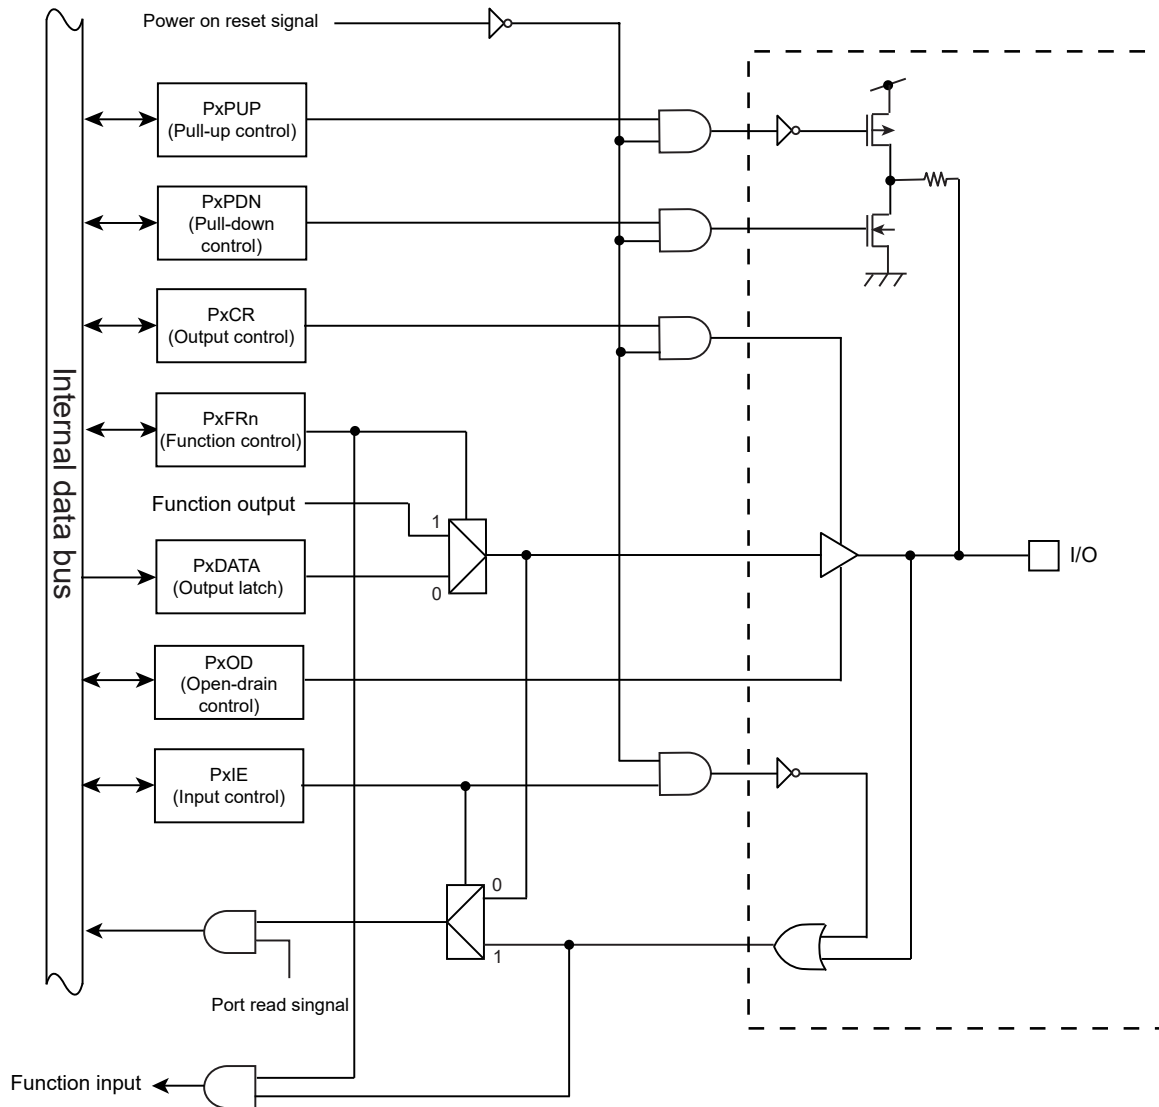 Power on reset signal
PxPUP
(Pull-up control)
PxPDN
(Pull-down
control)
PxCR
(Output control)
Internal data bus
PxFRn
(Function control)
Function output
1
PxDATA
(Output latch)
0
I/O
PxOD
(Open-drain
control)
PxIE
(Input control)
0
1
Port read singnal
Function input